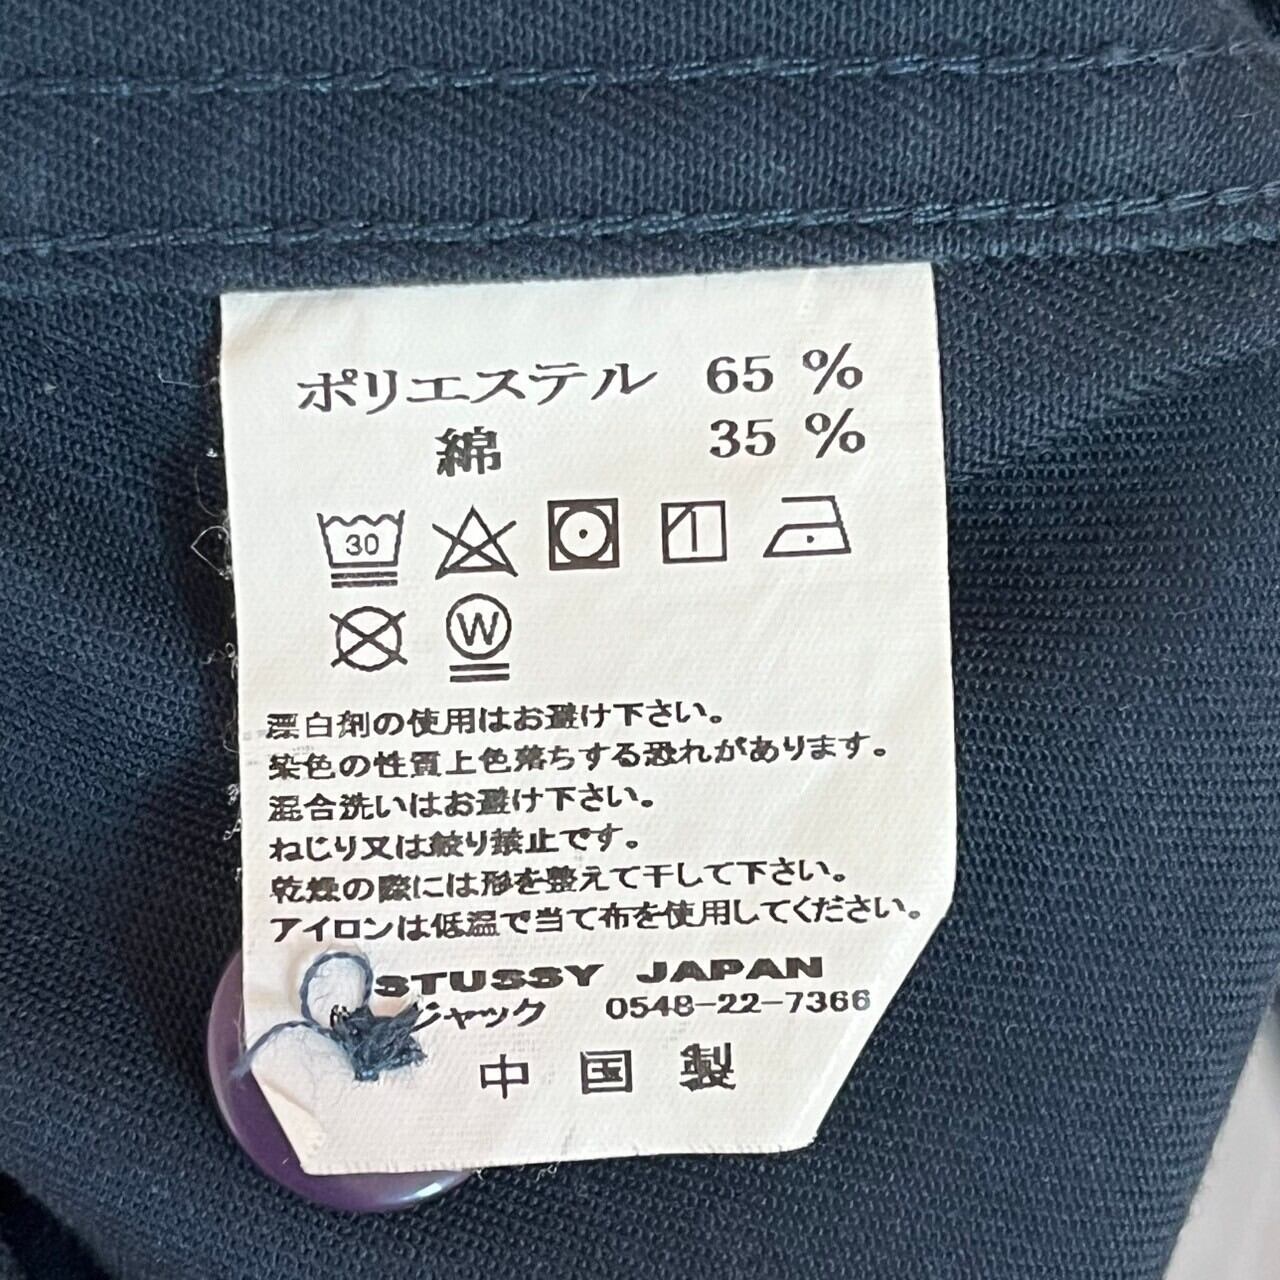 ポリエステル 65 %
綿 35 %
30
W
漂白剤の使用はお避け下さい。
染色の性質上色落ちする恐れがあります。
混合洗いはお避け下さい。
ねじり又は絞り禁止です。
乾燥の際には形を整えて干して下さい。
アイロンは低温で当て布を使用してください。
STUSSY JAPAN
ジャック 0548-22-7366
中国製